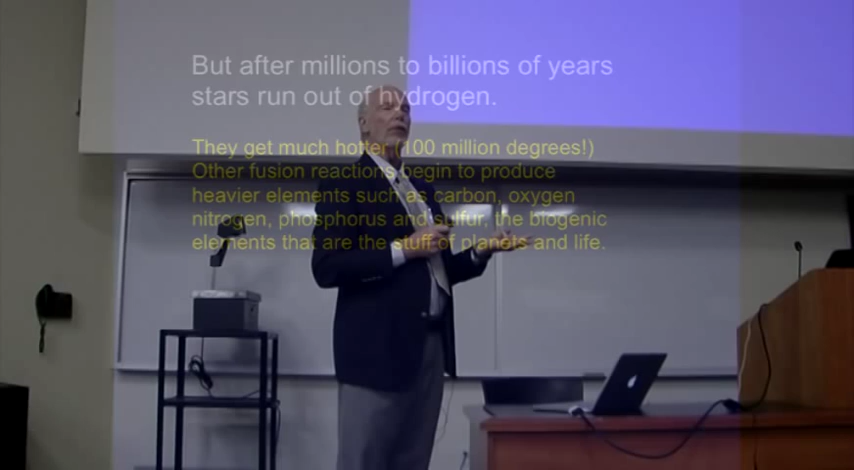 But after millions to billions of years
stars run out of hydrogen.
They get much hotter (100 million degrees!)
Other fusion reactions begin to produce
heavier elements such as carbon, oxygen
nitrogen, phosphorus and sulfur, the biogenic
elements that are the stuff of planets and life.